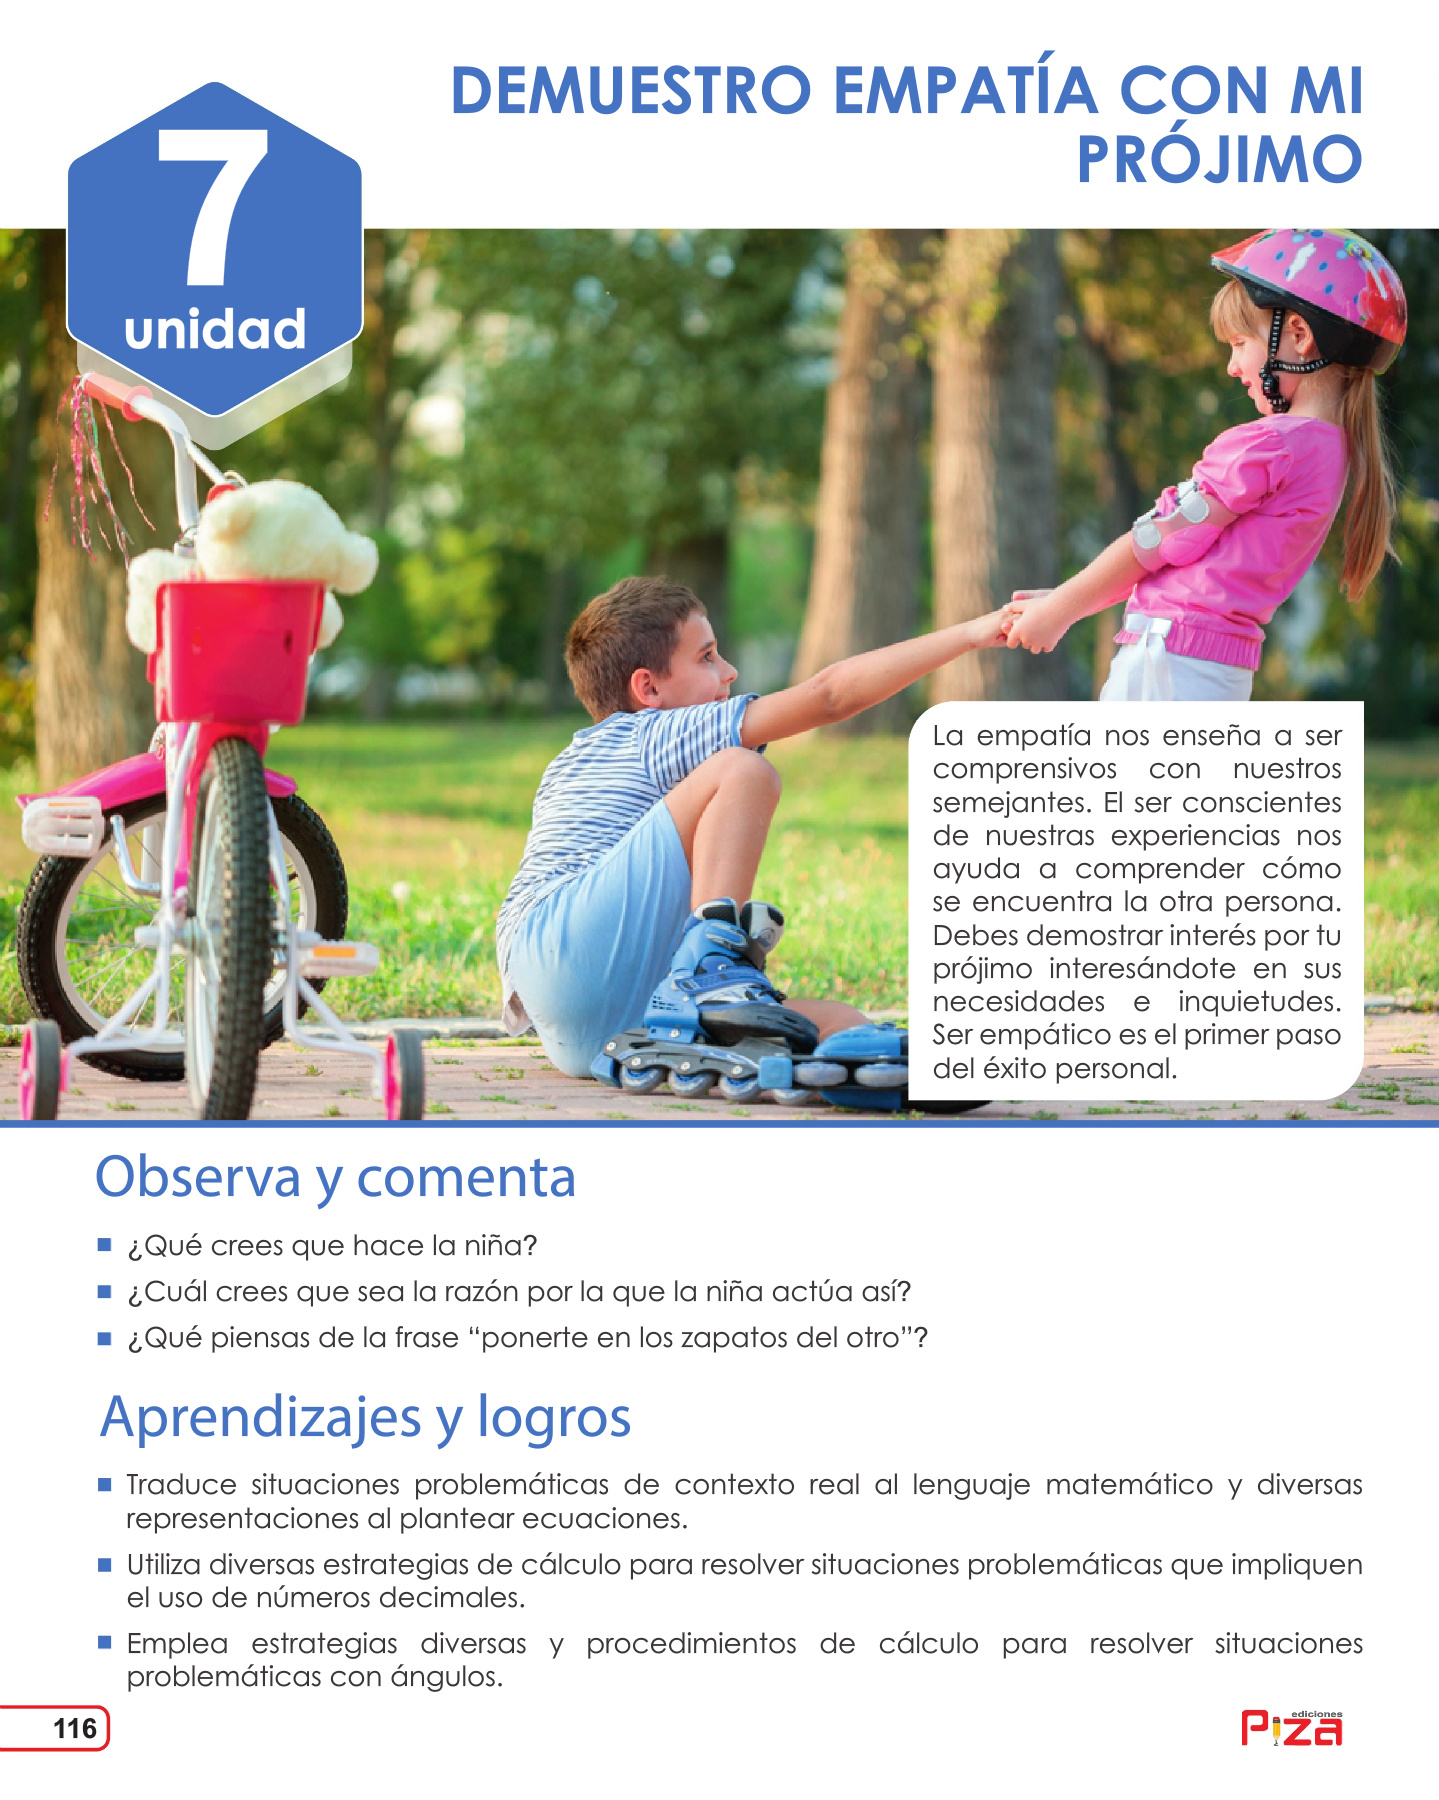 DEMUESTRO EMPATÍA CON MI
PRÓJIMO
7
unidad
La empatía nos enseña a ser
comprensivos con nuestros
semejantes. El ser conscientes
de nuestras experiencias nos
ayuda a comprender cómo
se encuentra la otra persona.
Debes demostrar interés por tu
prójimo interesándote en sus
necesidades e inquietudes.
Ser empático es el primer paso
del éxito personal.
Observa y comenta
¿Qué crees que hace la niña?
¿Cuál crees que sea la razón por la que la niña actúa así?
¿Qué piensas de la frase “ponerte en los zapatos del otro”?
Aprendizajes y logros
Traduce situaciones problemáticas de contexto real al lenguaje matemático y diversas
representaciones al plantear ecuaciones.
Utiliza diversas estrategias de cálculo para resolver situaciones problemáticas que impliquen
el uso de números decimales.
Emplea estrategias diversas y procedimientos de cálculo para resolver situaciones
problemáticas con ángulos.
116
ediciones
Piza